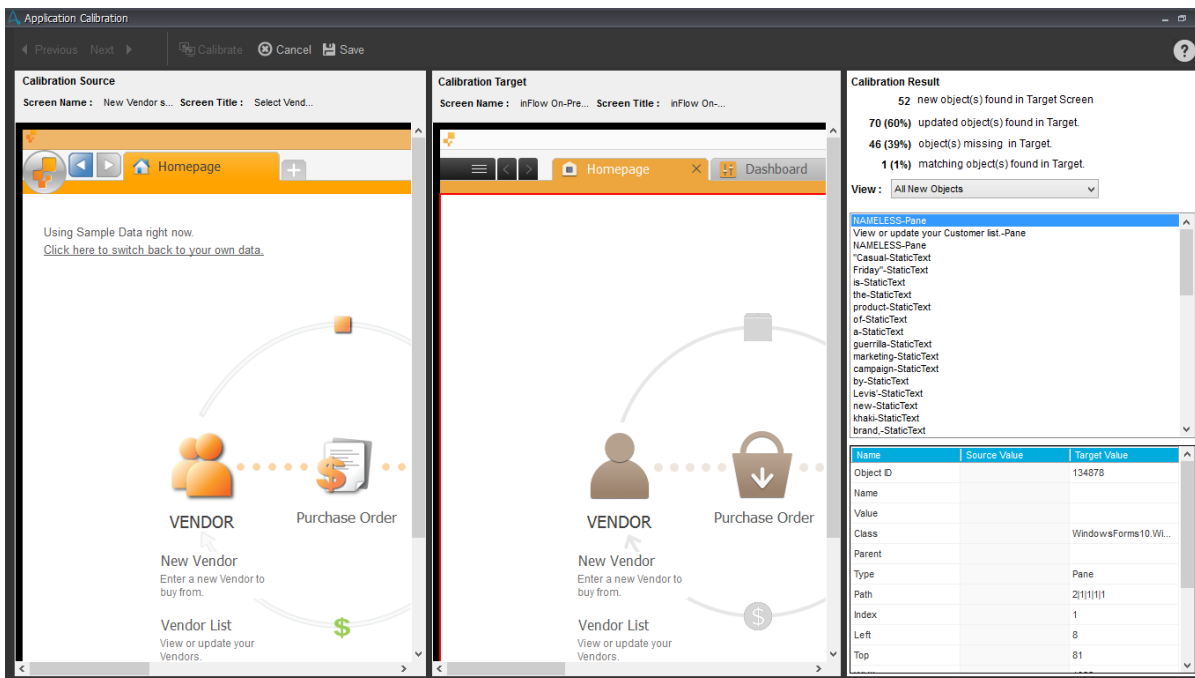 Application Calibration
Previous Next Calibrate Cancel Save
?
Calibration Source
Screen Name : New Vendor s... Screen Title : Select Vend...
Homepage
Using Sample Data right now.
Click here to switch back to your own data.
VENDOR
Purchase Order
New Vendor
Enter a new Vendor to
buy from.
Vendor List
View or update your
Vendors.
$
Calibration Target
Screen Name : inFlow On-Pre... Screen Title : inFlow On-...
Homepage
Dashboard
VENDOR
Purchase Order
New Vendor
Enter a new Vendor to
buy from.
Vendor List
View or update your
Vendors.
$
Calibration Result
52 new object(s) found in Target Screen
70 (60%) updated object(s) found in Target.
46 (39%) object(s) missing in Target.
1 (1%) matching object(s) found in Target.
View : All New Objects
NAMELESS-Pane
View or update your Customer list.-Pane
NAMELESS-Pane
"Casual-StaticText
Friday"-StaticText
is-StaticText
the-StaticText
product-StaticText
of-StaticText
a-StaticText
guerrilla-StaticText
marketing-StaticText
campaign-StaticText
by-StaticText
Levis'-StaticText
new-StaticText
khaki-StaticText
brand,-StaticText
Name Source Value Target Value
Object ID 134878
Name
Value
Class WindowsForms10.Wi...
Parent
Type Pane
Path 2|1|1|1|1
Index 1
Left 8
Top 81